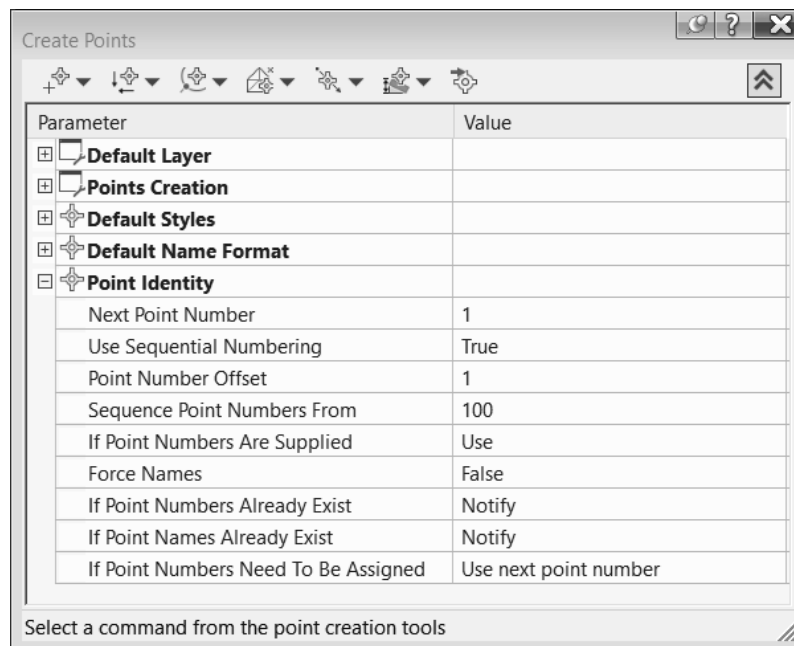 Create Points
Parameter Value
Default Layer
Points Creation
Default Styles
Default Name Format
Point Identity
Next Point Number 1
Use Sequential Numbering True
Point Number Offset 1
Sequence Point Numbers From 100
If Point Numbers Are Supplied Use
Force Names False
If Point Numbers Already Exist Notify
If Point Names Already Exist Notify
If Point Numbers Need To Be Assigned Use next point number
Select a command from the point creation tools